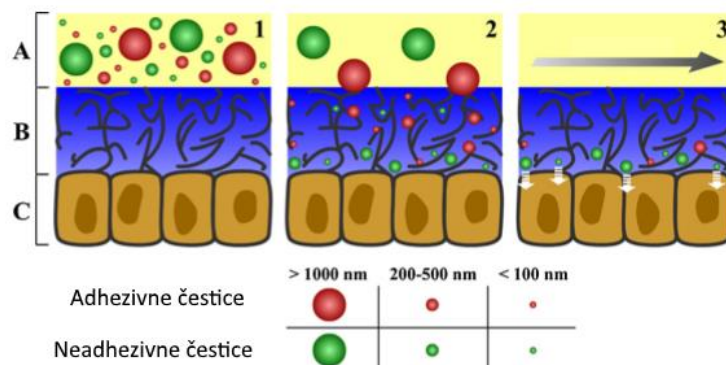 1 2 3
A
B
C
> 1000 nm 200-500 nm < 100 nm
Adhezivne čestice
Neadhezivne čestice